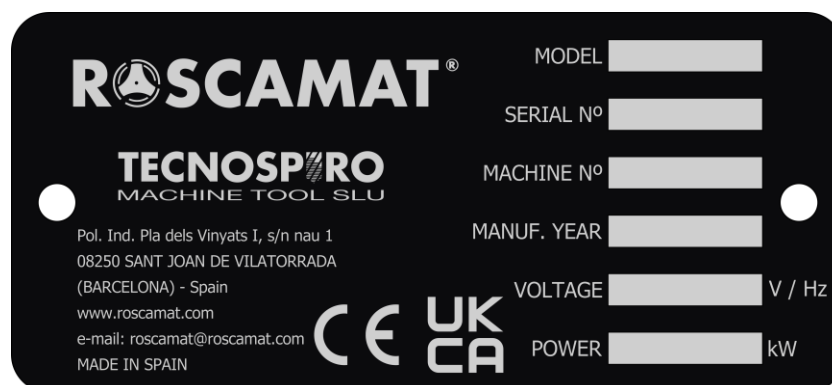 ROSCAMAT®
TECNOSPIRO
MACHINE TOOL SLU
Pol. Ind. Pla dels Vinyats I, s/n nau 1
08250 SANT JOAN DE VILATORRADA
(BARCELONA) - Spain
www.roscamat.com
e-mail: roscamat@roscamat.com
MADE IN SPAIN
CE
UK
CA
MODEL
SERIAL Nº
MACHINE Nº
MANUF. YEAR
VOLTAGE V / Hz
POWER kW